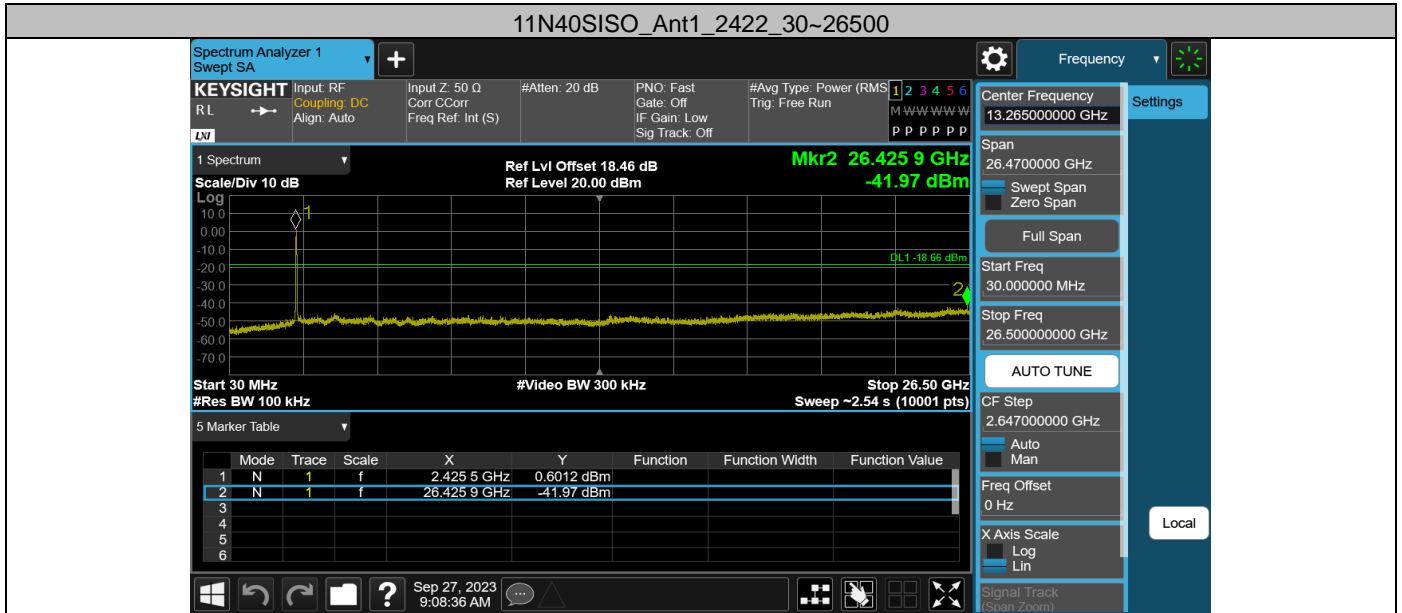 11N40SISO_Ant1_2422_30~26500
Spectrum Analyzer 1
Swept SA
+
Frequency
KEYSIGHT
RL
LXI
Input: RF
Coupling: DC
Align: Auto
Input Z: 50 Ω
Corr CCorr
Freq Ref: Int (S)
#Atten: 20 dB
PNO: Fast
Gate: Off
IF Gain: Low
Sig Track: Off
#Avg Type: Power (RMS
Trig: Free Run
1 2 3 4 5 6
M W W W W W
P P P P P P
1 Spectrum
Scale/Div 10 dB
Ref Lvl Offset 18.46 dB
Ref Level 20.00 dBm
Mkr2 26.425 9 GHz
-41.97 dBm
Log
10.0
0.00
-10.0
-20.0
-30.0
-40.0
-50.0
-60.0
-70.0
1
DL1 -18.66 dBm
2
Start 30 MHz
#Video BW 300 kHz
Stop 26.50 GHz
#Res BW 100 kHz
Sweep ~2.54 s (10001 pts)
5 Marker Table
Mode Trace Scale X Y Function Function Width Function Value
1 N 1 f 2.425 5 GHz 0.6012 dBm
2 N 1 f 26.425 9 GHz -41.97 dBm
3
4
5
6
?
Sep 27, 2023
9:08:36 AM
Center Frequency
13.265000000 GHz
Span
26.4700000 GHz
Swept Span
Zero Span
Full Span
Start Freq
30.000000 MHz
Stop Freq
26.500000000 GHz
AUTO TUNE
CF Step
2.647000000 GHz
Auto
Man
Freq Offset
0 Hz
X Axis Scale
Log
Lin
Signal Track
(Span Zoom)
Settings
Local